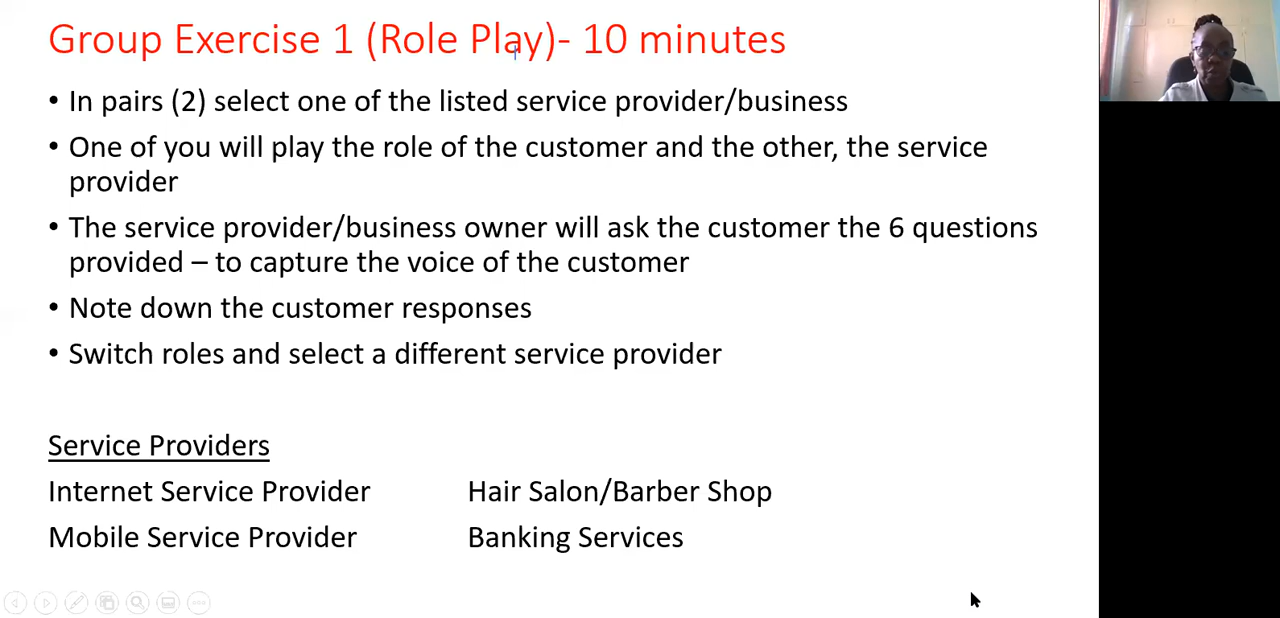 Group Exercise 1 (Role Play)- 10 minutes
• In pairs (2) select one of the listed service provider/business
• One of you will play the role of the customer and the other, the service
provider
• The service provider/business owner will ask the customer the 6 questions
provided – to capture the voice of the customer
• Note down the customer responses
• Switch roles and select a different service provider
Service Providers
Internet Service Provider Hair Salon/Barber Shop
Mobile Service Provider Banking Services